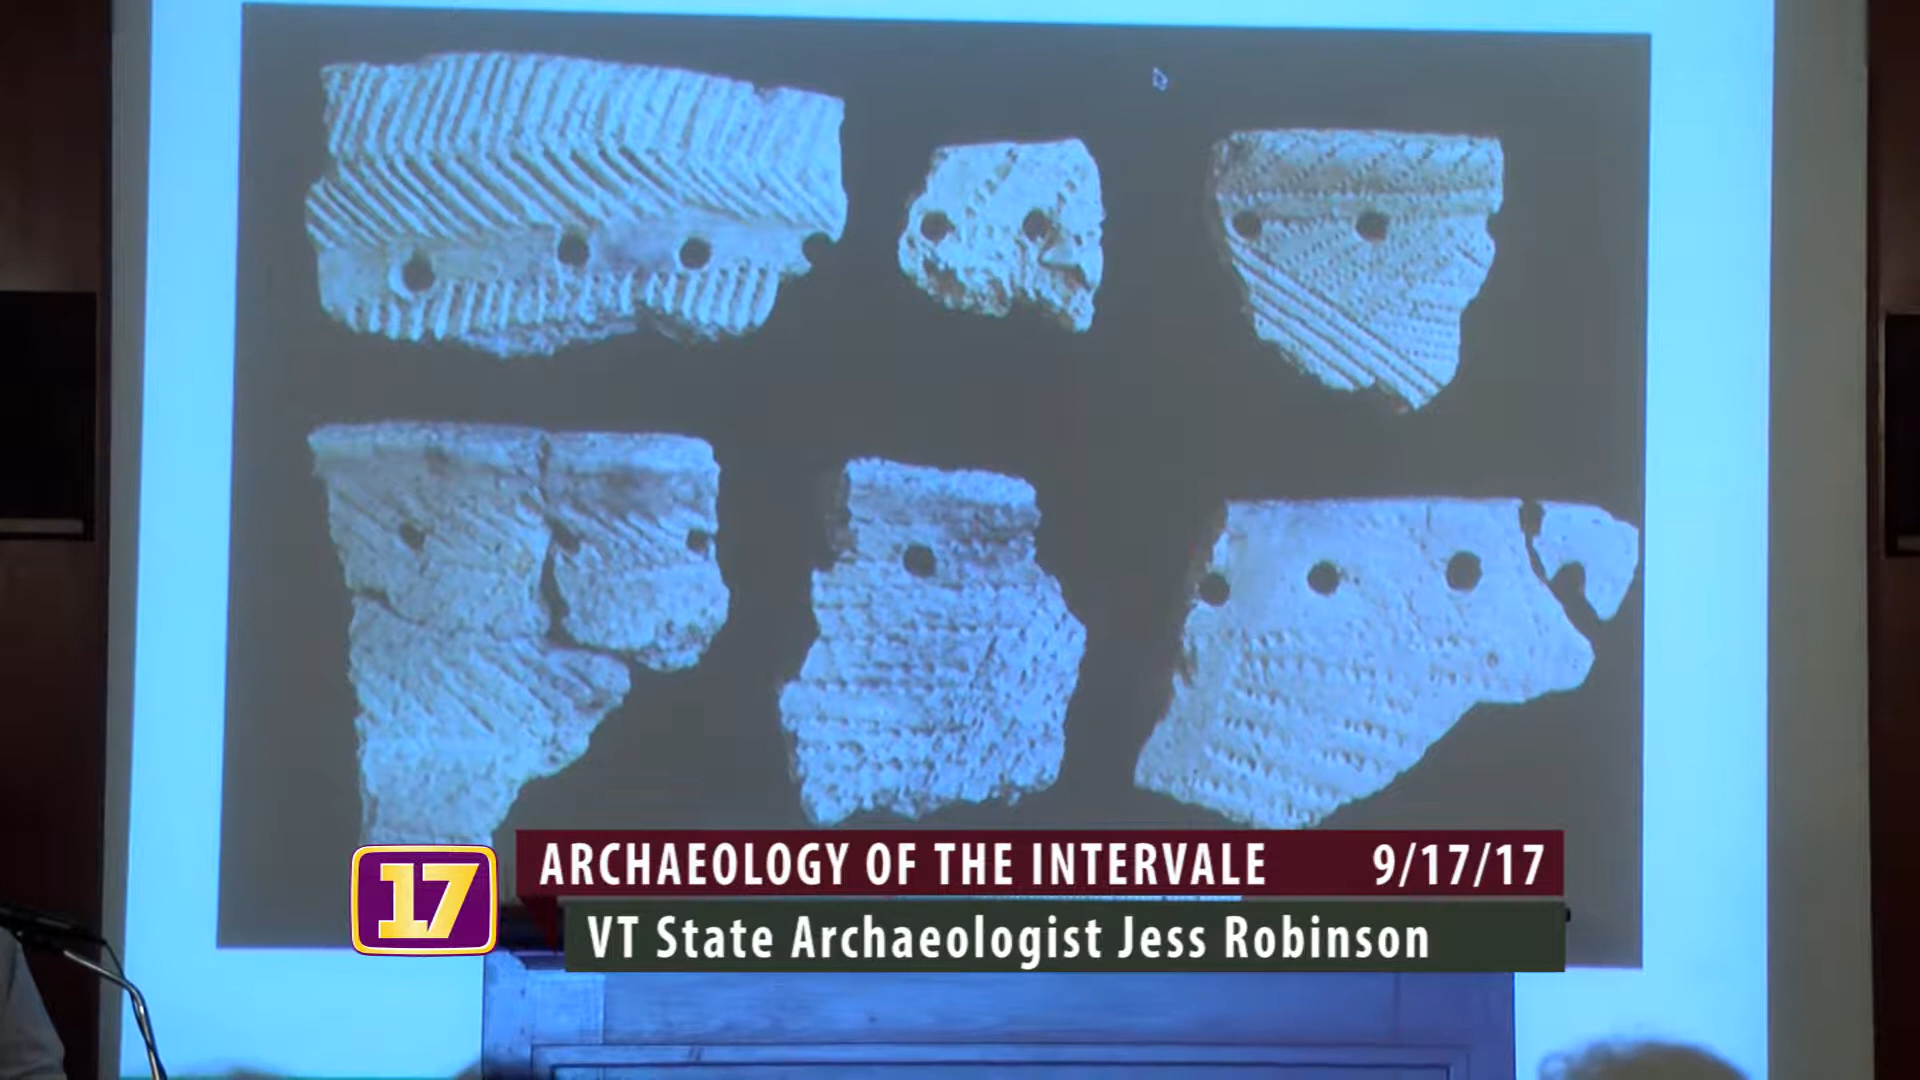 ARCHAEOLOGY OF THE INTERVALE 9/17/17
17 VT State Archaeologist Jess Robinson